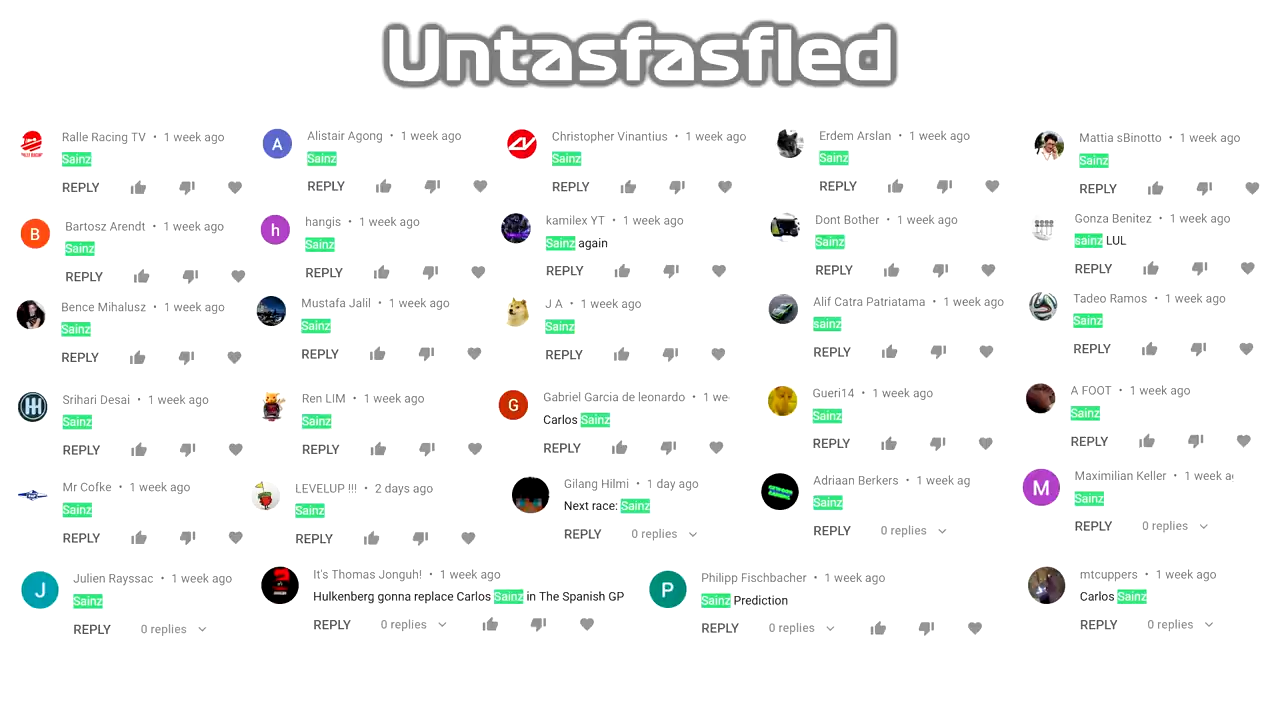 Untasfasfled
Ralle Racing TV • 1 week ago
Sainz
REPLY
Alistair Agong • 1 week ago
Sainz
REPLY
Christopher Vinantius • 1 week ago
Sainz
REPLY
Erdem Arslan • 1 week ago
Sainz
REPLY
Mattia sBinotto • 1 week ago
Sainz
REPLY
B
Bartosz Arendt • 1 week ago
Sainz
REPLY
h
hangis • 1 week ago
Sainz
REPLY
kamilex YT • 1 week ago
Sainz again
REPLY
Dont Bother • 1 week ago
Sainz
REPLY
Gonza Benitez • 1 week ago
sainz LUL
REPLY
Bence Mihalusz • 1 week ago
Sainz
REPLY
Mustafa Jalil • 1 week ago
Sainz
REPLY
J A • 1 week ago
Sainz
REPLY
Alif Catra Patriatama • 1 week ago
sainz
REPLY
Tadeo Ramos • 1 week ago
Sainz
REPLY
Srihari Desai • 1 week ago
Sainz
REPLY
Ren LIM • 1 week ago
Sainz
REPLY
G
Gabriel Garcia de leonardo • 1 we
Carlos Sainz
REPLY
Gueri14 • 1 week ago
Sainz
REPLY
A FOOT • 1 week ago
Sainz
REPLY
Mr Cofke • 1 week ago
Sainz
REPLY
LEVELUP !!! • 2 days ago
Sainz
REPLY
Gilang Hilmi • 1 day ago
Next race: Sainz
REPLY 0 replies
Adriaan Berkers • 1 week ag
Sainz
REPLY 0 replies
M
Maximilian Keller • 1 week ag
Sainz
REPLY 0 replies
J
Julien Rayssac • 1 week ago
Sainz
REPLY 0 replies
It's Thomas Jonguh! • 1 week ago
Hulkenberg gonna replace Carlos Sainz in The Spanish GP
REPLY 0 replies
P
Philipp Fischbacher • 1 week ago
Sainz Prediction
REPLY 0 replies
mtcuppers • 1 week ago
Carlos Sainz
REPLY 0 replies